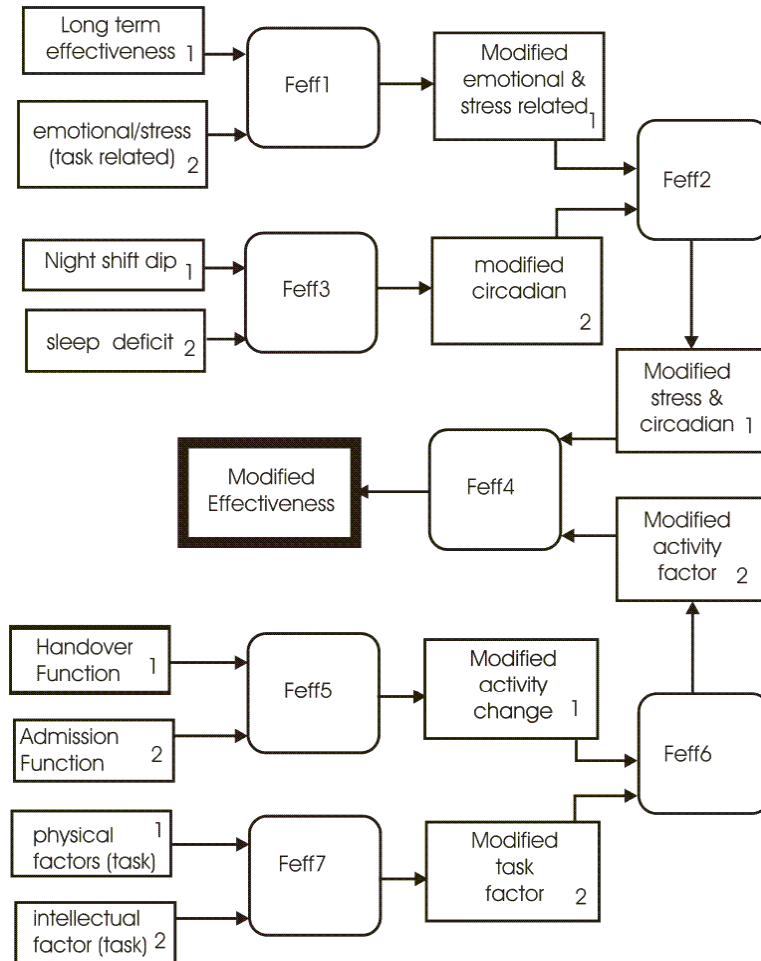 Long term
effectiveness 1
Feff1
Modified
emotional &
stress related 1
emotional/stress
(task related) 2
Feff2
Night shift dip 1
Feff3
modified
circadian
2
sleep deficit 2
Modified
stress &
circadian 1
Modified
Effectiveness
Feff4
Modified
activity
factor 2
Handover
Function 1
Feff5
Modified
activity
change 1
Admission
Function 2
Feff6
physical 1
factors (task)
Feff7
Modified
task
factor 2
intellectual
factor (task) 2